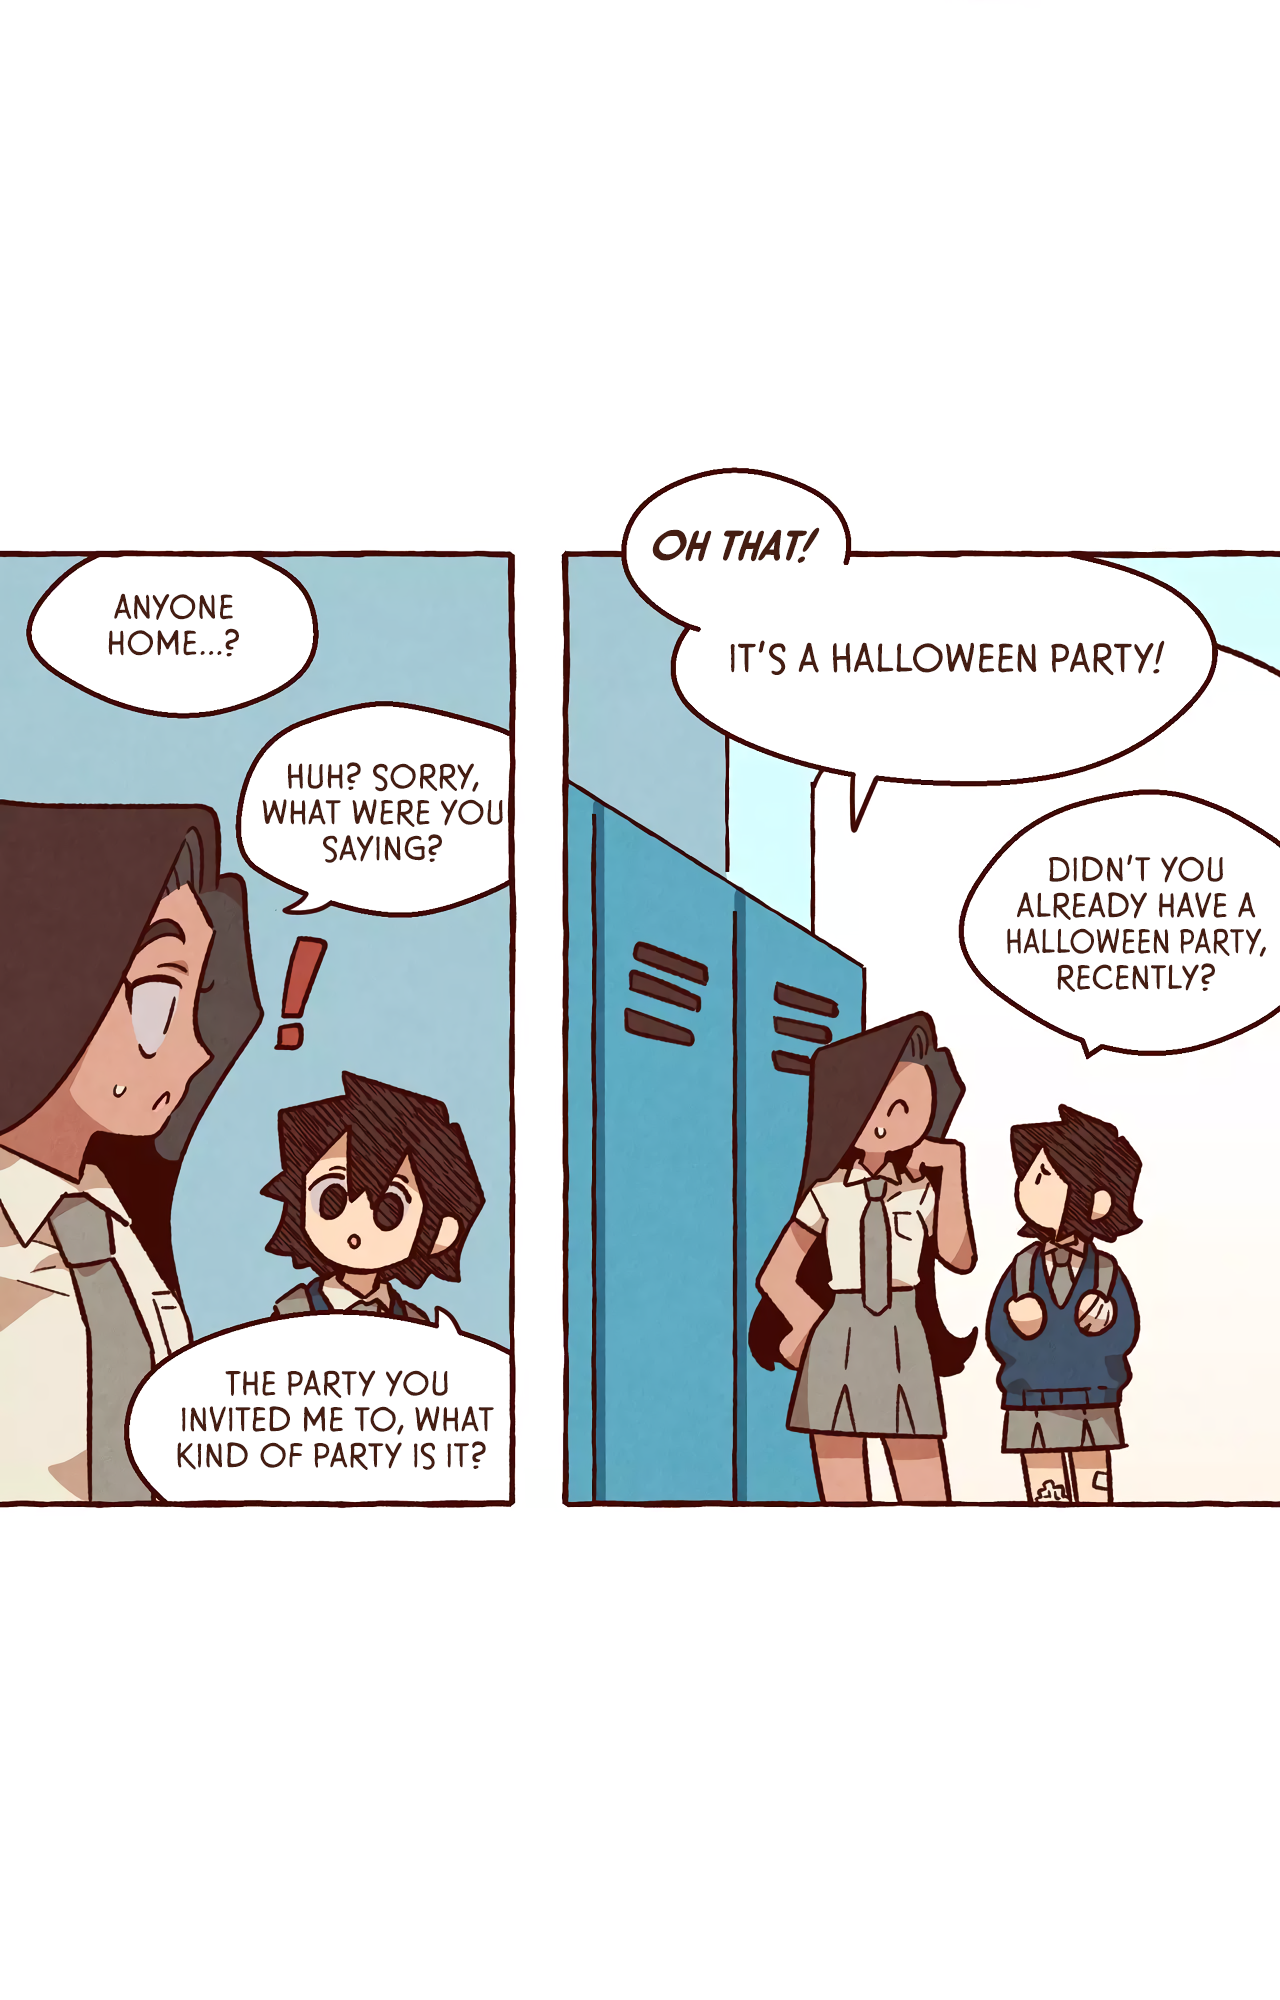 ANYONE
HOME...?
HUH? SORRY,
WHAT WERE YOU
SAYING?
!
THE PARTY YOU
INVITED ME TO, WHAT
KIND OF PARTY IS IT?
OH THAT!
IT'S A HALLOWEEN PARTY!
DIDN'T YOU
ALREADY HAVE A
HALLOWEEN PARTY,
RECENTLY?